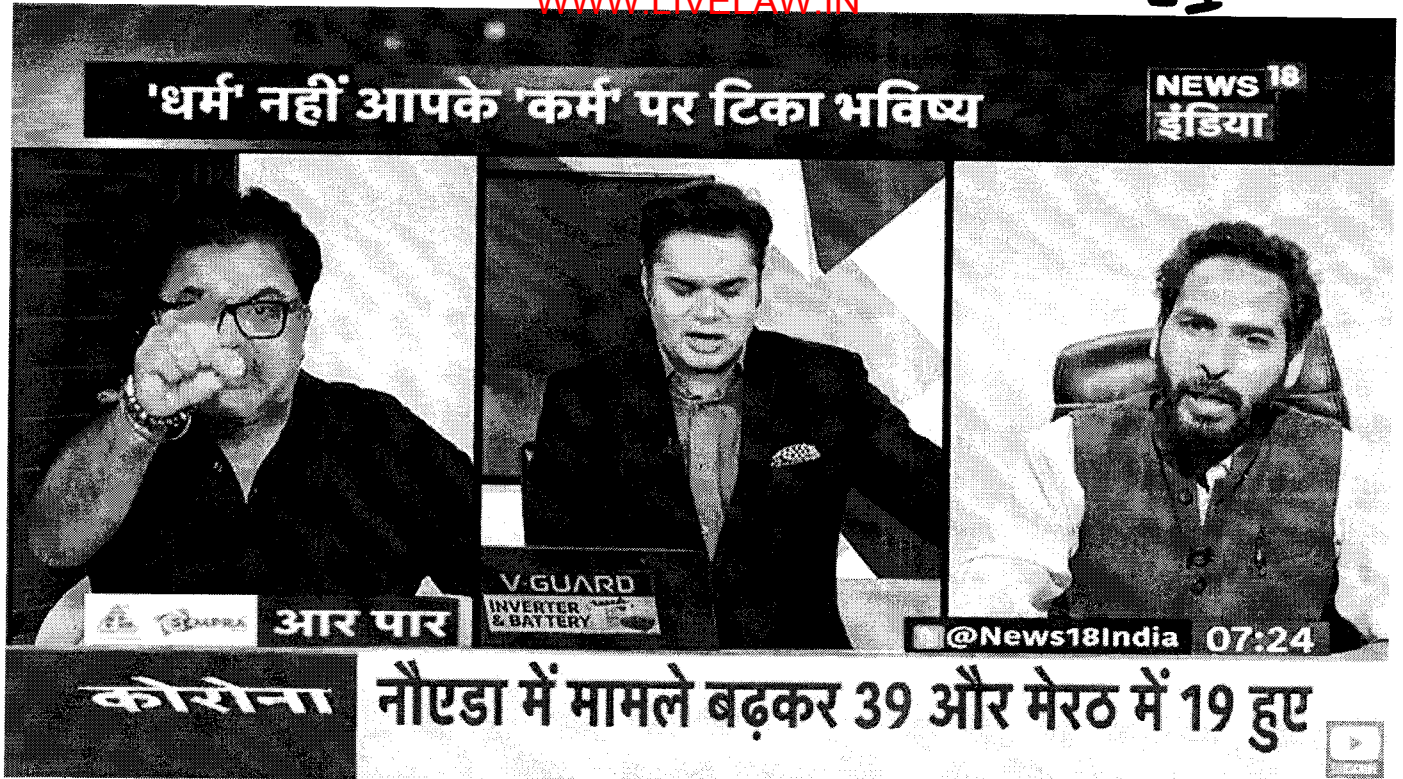 WWW.LIVELAW.IN
'धर्म' नहीं आपके 'कर्म' पर टिका भविष्य
NEWS 18
इंडिया
V-GUARD
INVERTER
& BATTERY
SEMPRA
आर पार
@News18India 07:24
कोरोना
नौएडा में मामले बढ़कर 39 और मेरठ में 19 हुए